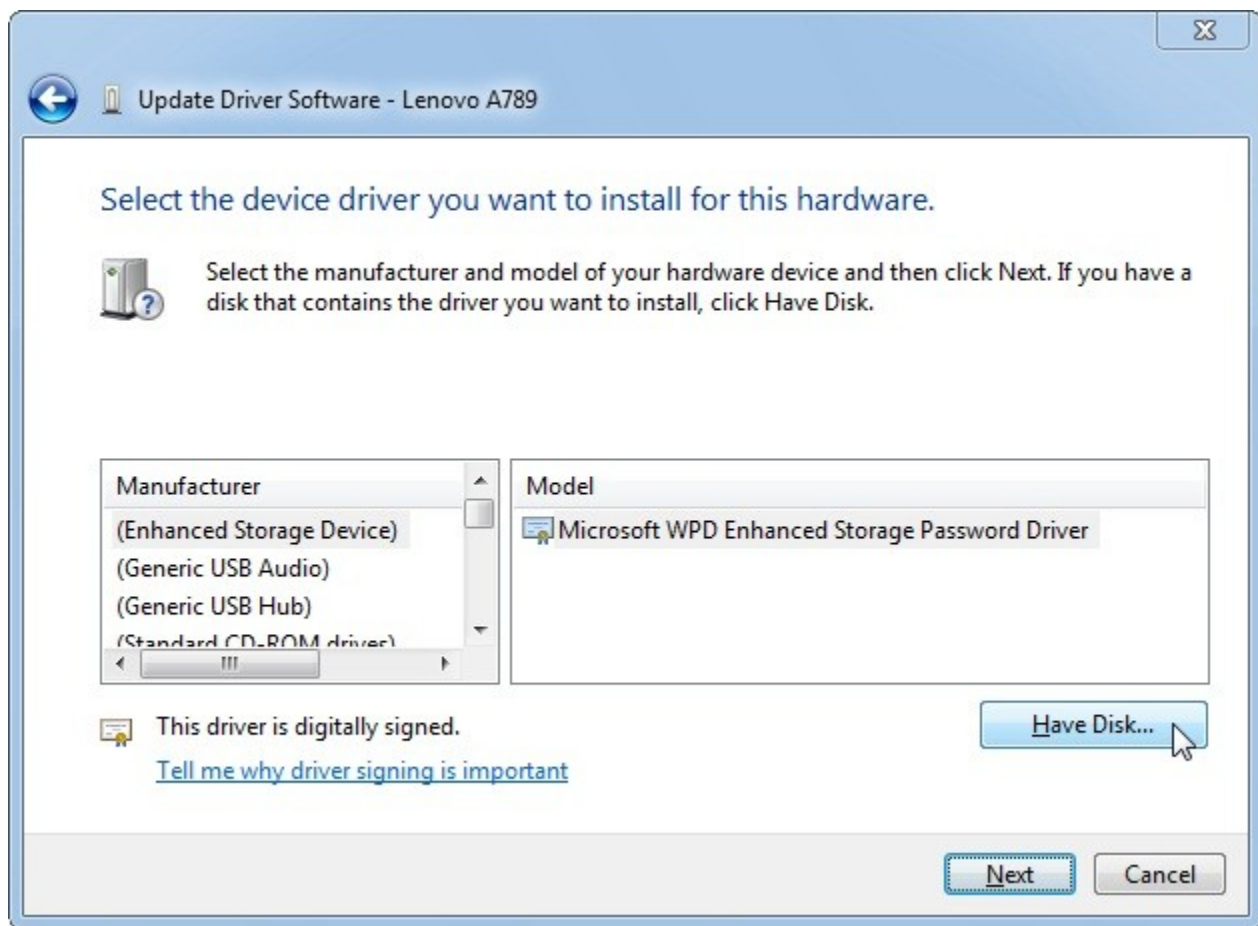 Update Driver Software - Lenovo A789
Select the device driver you want to install for this hardware.
Select the manufacturer and model of your hardware device and then click Next. If you have a
disk that contains the driver you want to install, click Have Disk.
Manufacturer
(Enhanced Storage Device)
(Generic USB Audio)
(Generic USB Hub)
(Standard CD-ROM drives)
Model
Microsoft WPD Enhanced Storage Password Driver
This driver is digitally signed.
Tell me why driver signing is important
Have Disk...
Next
Cancel